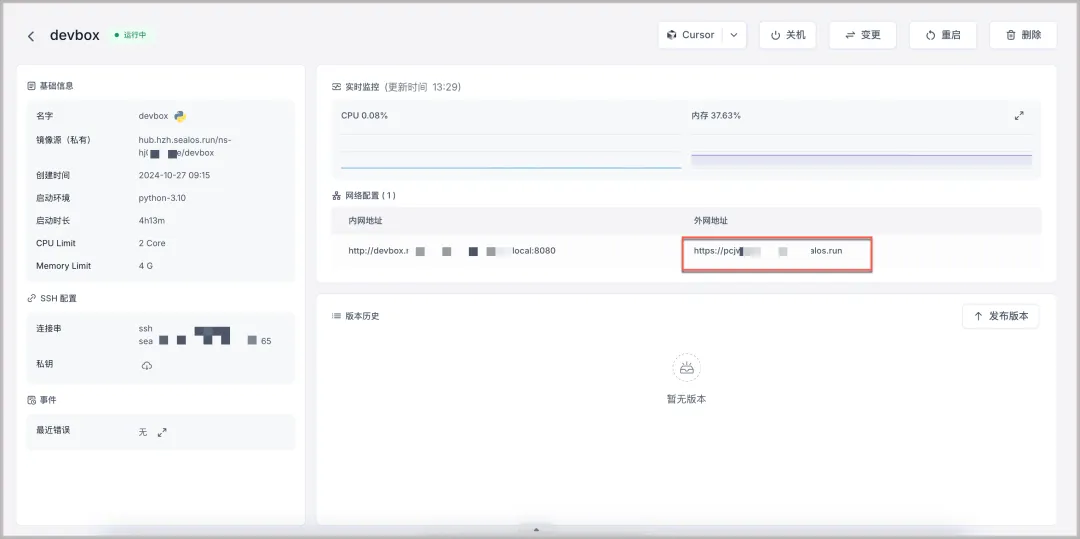 devbox
运行中
Cursor
关机
变更
重启
删除
基础信息
名字 devbox
镜像源（私有） hub.hzh.sealos.run/ns-
hj e/devbox
创建时间 2024-10-27 09:15
启动环境 python-3.10
启动时长 4h13m
CPU Limit 2 Core
Memory Limit 4 G
SSH 配置
连接串 ssh
sea 65
私钥
事件
最近错误 无
实时监控 (更新时间 13:29)
CPU 0.08%
内存 37.63%
网络配置 ( 1 )
内网地址 外网地址
http://devbox. local:8080 https://pcj alos.run
版本历史
发布版本
暂无版本